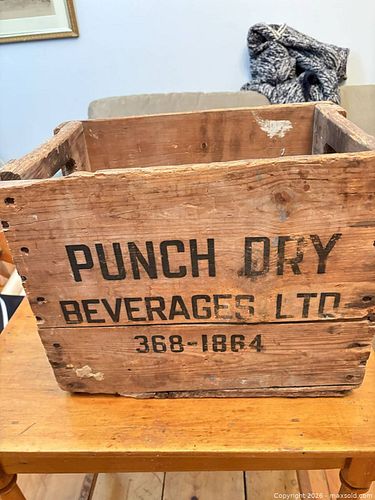 PUNCH DRY
BEVERAGES LTD
368-1864
Copyright 2026 - maxsold.com